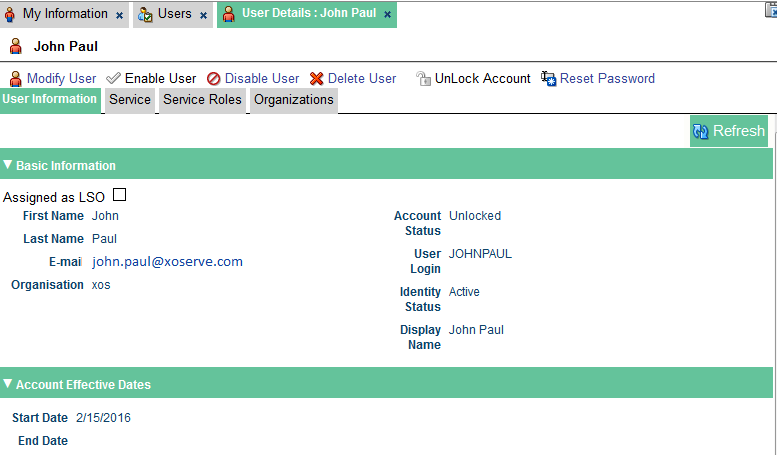 My Information x Users x User Details : John Paul x
John Paul
Modify User Enable User Disable User Delete User UnLock Account Reset Password
User Information Service Service Roles Organizations
Refresh
Basic Information
Assigned as LSO
First Name John
Last Name Paul
E-mail john.paul@xoserve.com
Organisation xos
Account Status Unlocked
User Login JOHNPAUL
Identity Status Active
Display Name John Paul
Account Effective Dates
Start Date 2/15/2016
End Date